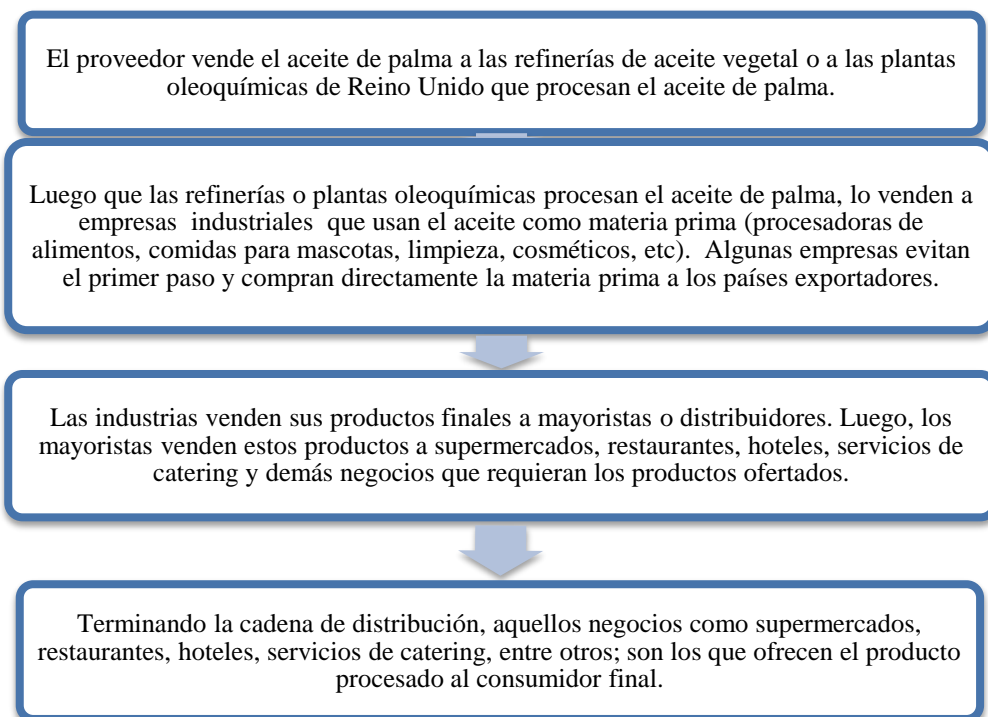 El proveedor vende el aceite de palma a las refinerías de aceite vegetal o a las plantas
oleoquímicas de Reino Unido que procesan el aceite de palma.
Luego que las refinerías o plantas oleoquímicas procesan el aceite de palma, lo venden a
empresas industriales que usan el aceite como materia prima (procesadoras de
alimentos, comidas para mascotas, limpieza, cosméticos, etc). Algunas empresas evitan
el primer paso y compran directamente la materia prima a los países exportadores.
Las industrias venden sus productos finales a mayoristas o distribuidores. Luego, los
mayoristas venden estos productos a supermercados, restaurantes, hoteles, servicios de
catering y demás negocios que requieran los productos ofertados.
Terminando la cadena de distribución, aquellos negocios como supermercados,
restaurantes, hoteles, servicios de catering, entre otros; son los que ofrecen el producto
procesado al consumidor final.